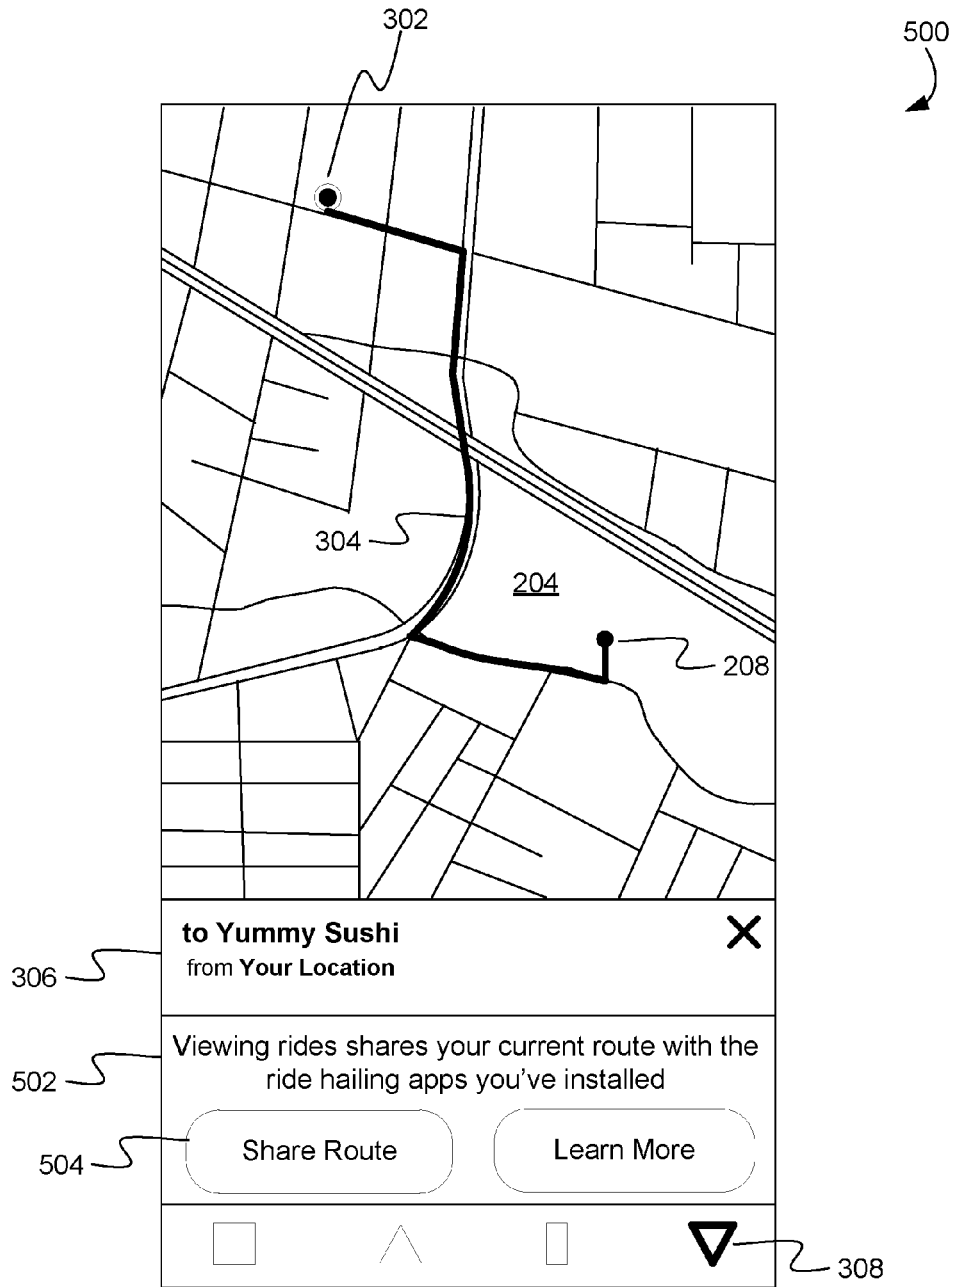 302
500
304
204
208
to Yummy Sushi
from Your Location
306
Viewing rides shares your current route with the
ride hailing apps you've installed
502
Share Route
Learn More
504
308